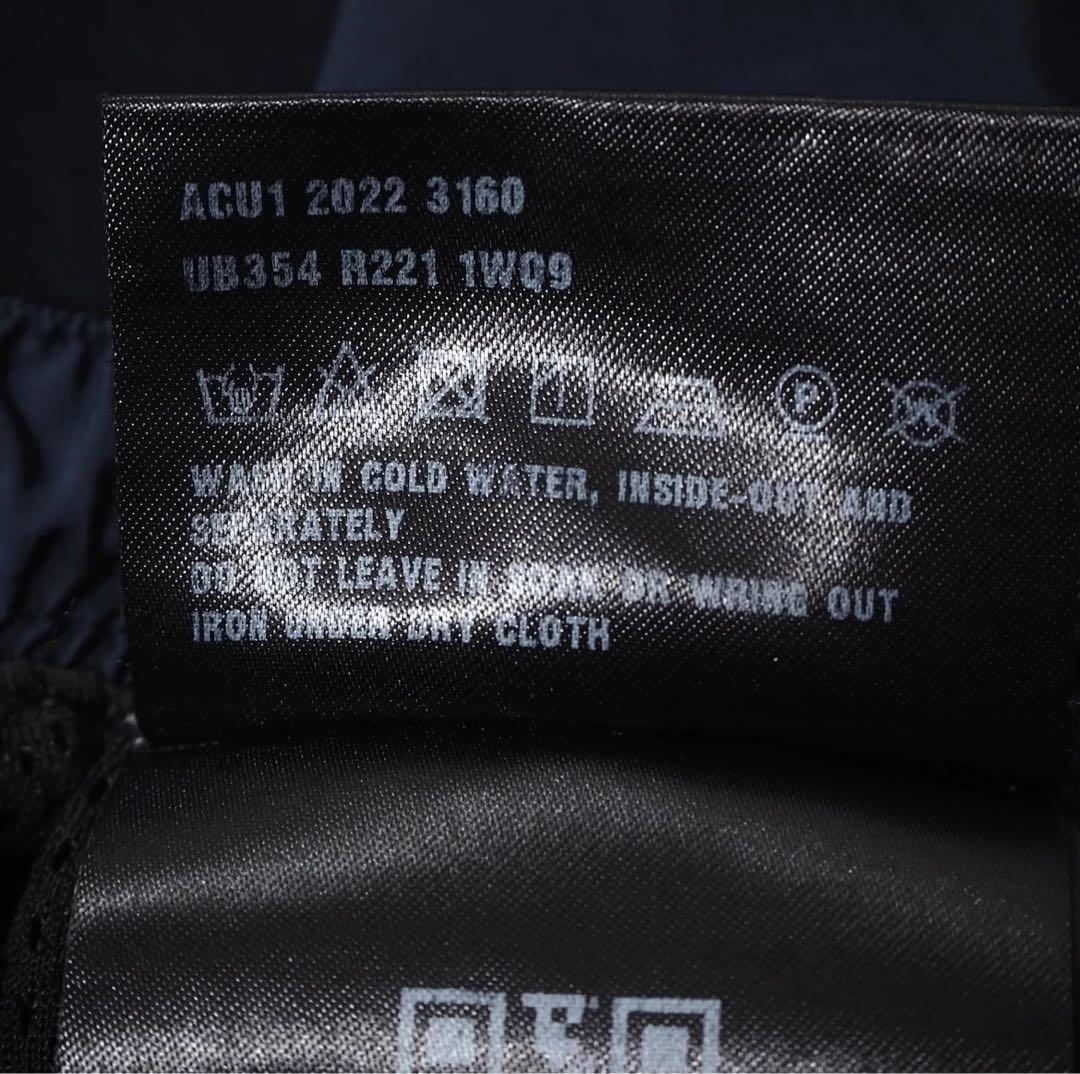 ACU1 2022 3160
UB354 R221 1WQ9
P
W
WASH IN COLD WATER, INSIDE-OUT AND
SEPARATELY
DO NOT LEAVE IN SOAK OR WRING OUT
IRON UNDER DRY CLOTH